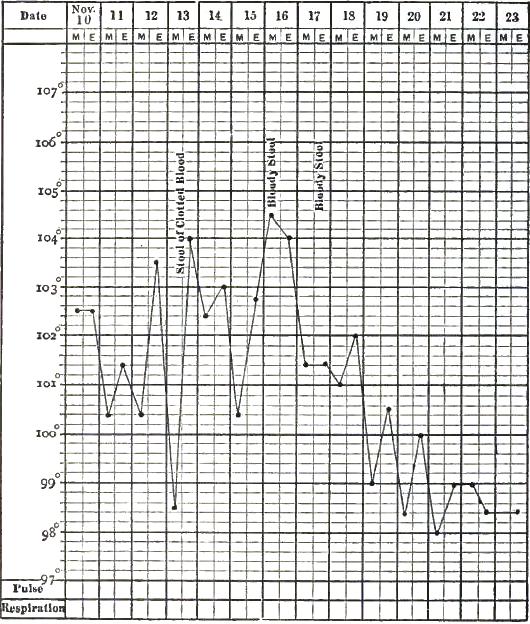 Date Nov. 10 11 12 13 14 15 16 17 18 19 20 21 22 23
M E M E M E M E M E M E M E M E M E M E M E M E M E M E
107°
106°
105°
104°
103°
102°
101°
100°
99°
98°
97°
Stool of Clotted Blood
Bloody Stool
Bloody Stool
Pulse
Respiration